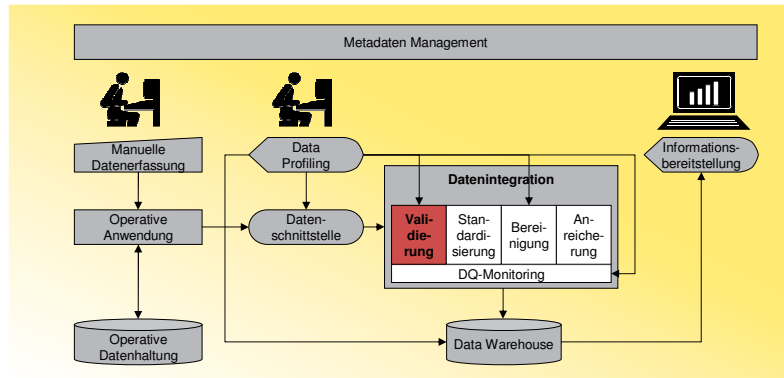 Metadaten Management
Manuelle
Datenerfassung
Data
Profiling
Informations-
bereitstellung
Datenintegration
Operative
Anwendung
Daten-
schnittstelle
Vali-
die-
rung
Stan-
dardi-
sierung
Berei-
nigung
An-
reiche-
rung
DQ-Monitoring
Operative
Datenhaltung
Data Warehouse